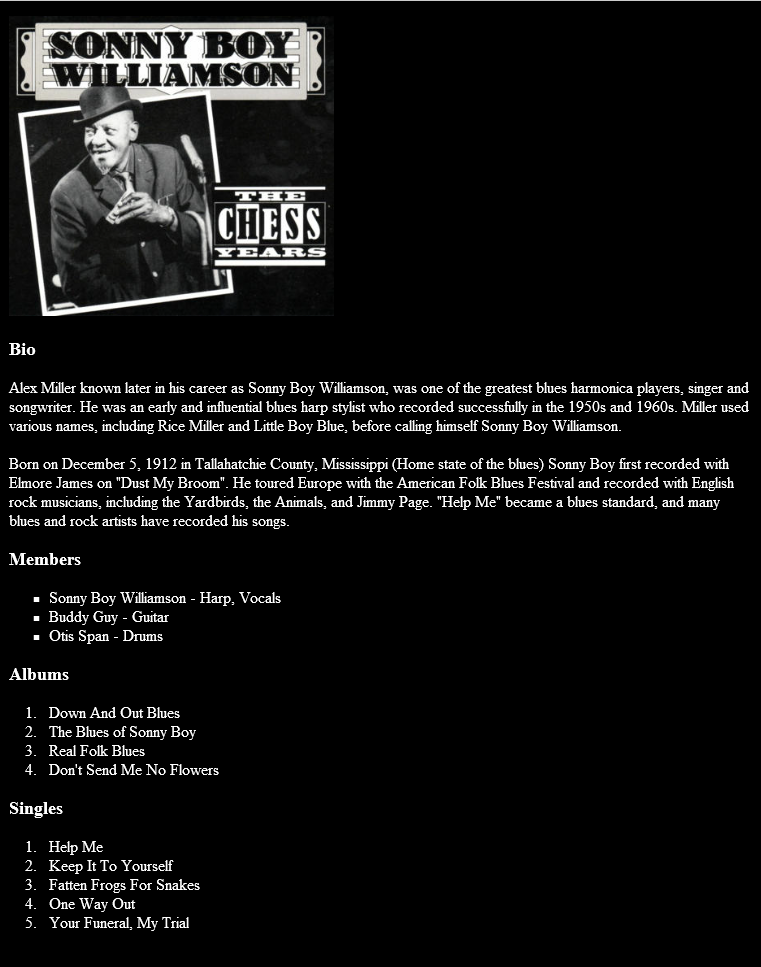 SONNY BOY
WILLIAMSON
THE
CHESS
YEARS
Bio
Alex Miller known later in his career as Sonny Boy Williamson, was one of the greatest blues harmonica players, singer and
songwriter. He was an early and influential blues harp stylist who recorded successfully in the 1950s and 1960s. Miller used
various names, including Rice Miller and Little Boy Blue, before calling himself Sonny Boy Williamson.
Born on December 5, 1912 in Tallahatchie County, Mississippi (Home state of the blues) Sonny Boy first recorded with
Elmore James on "Dust My Broom". He toured Europe with the American Folk Blues Festival and recorded with English
rock musicians, including the Yardbirds, the Animals, and Jimmy Page. "Help Me" became a blues standard, and many
blues and rock artists have recorded his songs.
Members
▪ Sonny Boy Williamson - Harp, Vocals
▪ Buddy Guy - Guitar
▪ Otis Span - Drums
Albums
1. Down And Out Blues
2. The Blues of Sonny Boy
3. Real Folk Blues
4. Don't Send Me No Flowers
Singles
1. Help Me
2. Keep It To Yourself
3. Fatten Frogs For Snakes
4. One Way Out
5. Your Funeral, My Trial